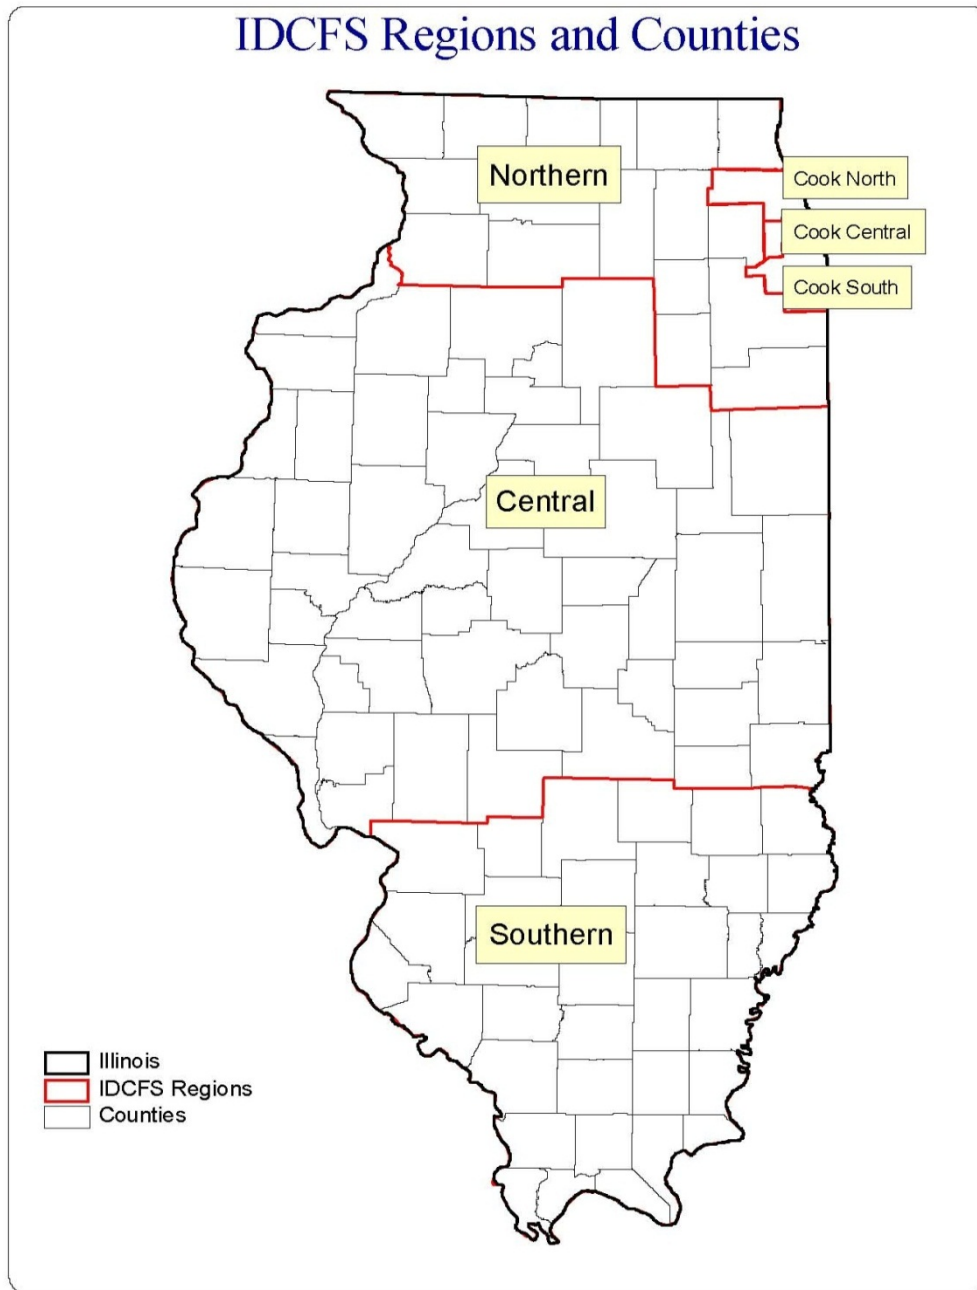 IDCFS Regions and Counties
Northern
Cook North
Cook Central
Cook South
Central
Southern
Illinois
IDCFS Regions
Counties